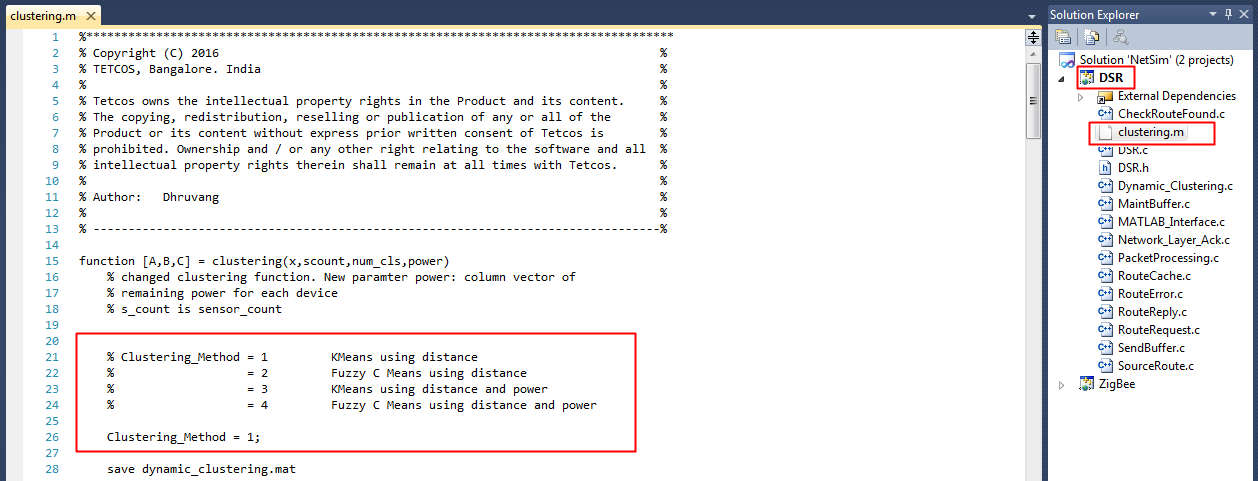 clustering.m
1 %************************************************************************************
2 % Copyright (C) 2016 %
3 % TETCOS, Bangalore. India %
4 % %
5 % Tetcos owns the intellectual property rights in the Product and its content. %
6 % The copying, redistribution, reselling or publication of any or all of the %
7 % Product or its content without express prior written consent of Tetcos is %
8 % prohibited. Ownership and / or any other right relating to the software and all %
9 % intellectual property rights therein shall remain at all times with Tetcos. %
10 % %
11 % Author: Dhruvang %
12 % %
13 % ---------------------------------------------------------------------------------%
14
15 function [A,B,C] = clustering(x,scount,num_cls,power)
16 % changed clustering function. New paramter power: column vector of
17 % remaining power for each device
18 % s_count is sensor_count
19
20
21 % Clustering_Method = 1 KMeans using distance
22 % = 2 Fuzzy C Means using distance
23 % = 3 KMeans using distance and power
24 % = 4 Fuzzy C Means using distance and power
25
26 Clustering_Method = 1;
27
28 save dynamic_clustering.mat
Solution Explorer
Solution 'NetSim' (2 projects)
DSR
External Dependencies
CheckRouteFound.c
clustering.m
DSR.c
DSR.h
Dynamic_Clustering.c
MaintBuffer.c
MATLAB_Interface.c
Network_Layer_Ack.c
PacketProcessing.c
RouteCache.c
RouteError.c
RouteReply.c
RouteRequest.c
SendBuffer.c
SourceRoute.c
ZigBee